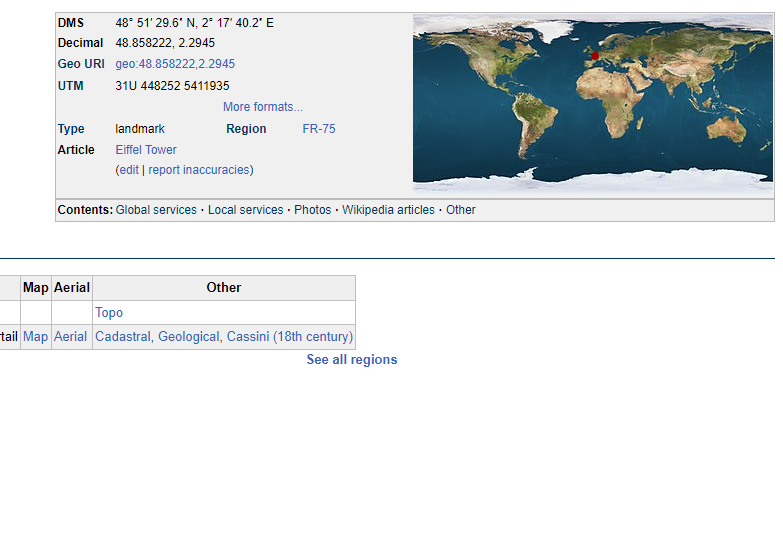 DMS 48° 51′ 29.6″ N, 2° 17′ 40.2″ E
Decimal 48.858222, 2.2945
Geo URI geo:48.858222,2.2945
UTM 31U 448252 5411935
More formats...
Type landmark Region FR-75
Article Eiffel Tower
(edit | report inaccuracies)
Contents: Global services · Local services · Photos · Wikipedia articles · Other
Map Aerial Other
Topo
tail Map Aerial Cadastral, Geological, Cassini (18th century)
See all regions